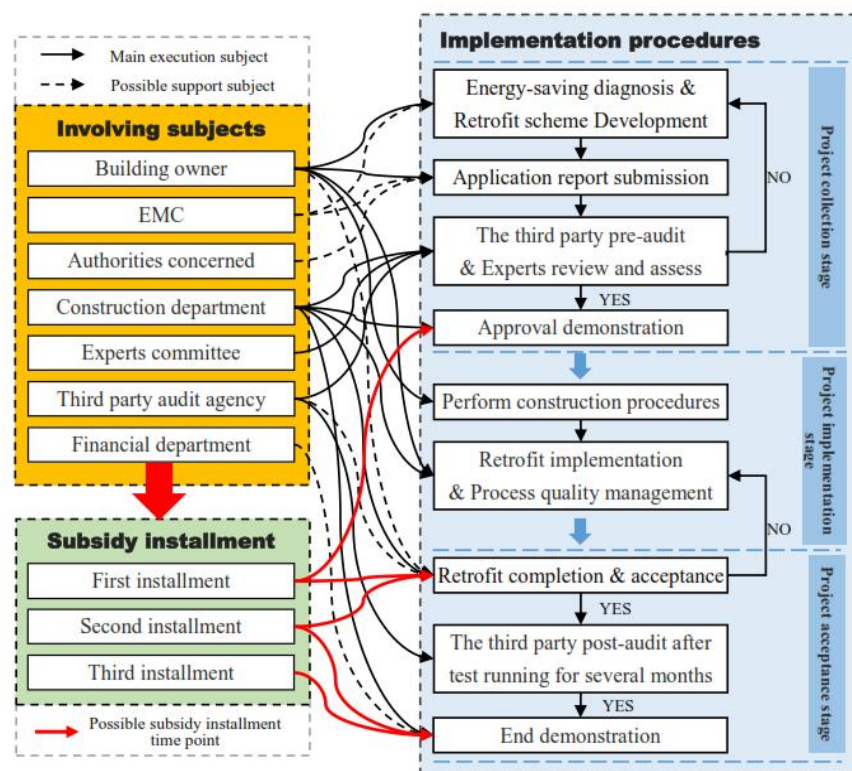 Main execution subject
Possible support subject
Involving subjects
Building owner
EMC
Authorities concerned
Construction department
Experts committee
Third party audit agency
Financial department
Subsidy installment
First installment
Second installment
Third installment
Possible subsidy installment
time point
Implementation procedures
Energy-saving diagnosis &
Retrofit scheme Development
Application report submission
NO
The third party pre-audit
& Experts review and assess
YES
Approval demonstration
Project collection stage
Perform construction procedures
Retrofit implementation
& Process quality management
NO
Project implementation
stage
Retrofit completion & acceptance
YES
The third party post-audit after
test running for several months
YES
End demonstration
Project acceptance stage